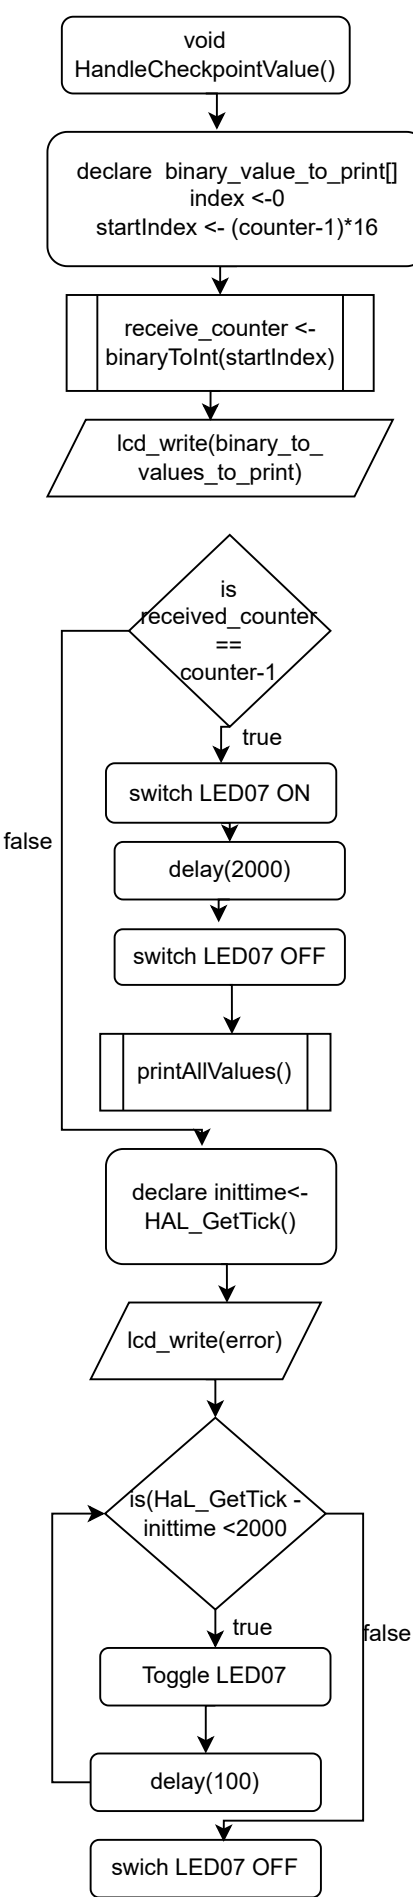 void
HandleCheckpointValue()
declare  binary_value_to_print[]
index <-0
startIndex <- (counter-1)*16
receive_counter <-
binaryToInt(startIndex)
lcd_write(binary_to_
values_to_print)
is
received_counter
==
counter-1
true
switch LED07 ON
false
delay(2000)
switch LED07 OFF
printAllValues()
declare inittime<-
HAL_GetTick()
lcd_write(error)
is(HaL_GetTick -
inittime <2000
true
false
Toggle LED07
delay(100)
swich LED07 OFF